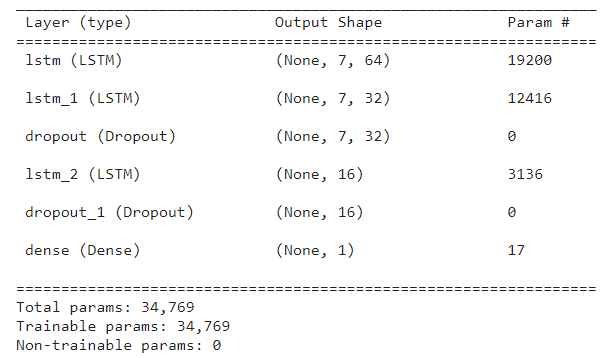 Layer (type) Output Shape Param #
=================================================================
lstm (LSTM) (None, 7, 64) 19200
lstm_1 (LSTM) (None, 7, 32) 12416
dropout (Dropout) (None, 7, 32) 0
lstm_2 (LSTM) (None, 16) 3136
dropout_1 (Dropout) (None, 16) 0
dense (Dense) (None, 1) 17
=================================================================
Total params: 34,769
Trainable params: 34,769
Non-trainable params: 0